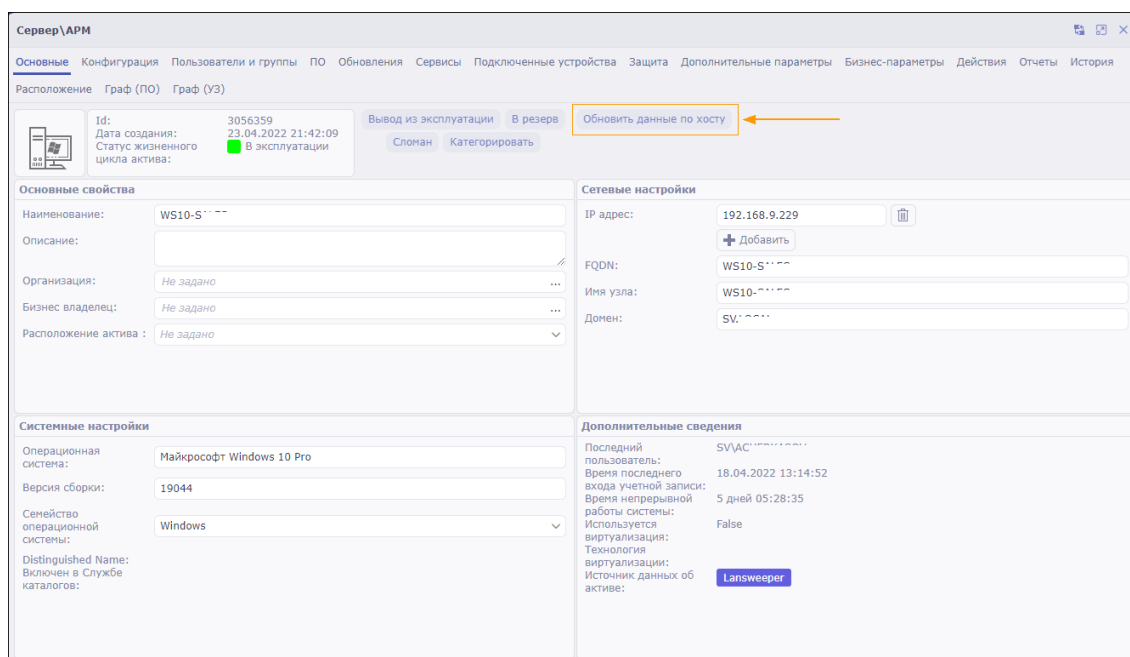 Сервер\АРМ
Основные Конфигурация Пользователи и группы ПО Обновления Сервисы Подключенные устройства Защита Дополнительные параметры Бизнес-параметры Действия Отчеты История
Расположение Граф (ПО) Граф (УЗ)
Id: 3056359
Дата создания: 23.04.2022 21:42:09
Статус жизненного цикла актива: В эксплуатации
Вывод из эксплуатации В резерв Обновить данные по хосту
Сломан Категорировать
Основные свойства
Наименование: WS10-
Описание:
Организация: Не задано ...
Бизнес владелец: Не задано ...
Расположение актива : Не задано
Сетевые настройки
IP адрес: 192.168.9.229
Добавить
FQDN: WS10-
Имя узла: WS10-
Домен:
Системные настройки
Операционная
система: Майкрософт Windows 10 Pro
Версия сборки: 19044
Семейство
операционной
системы: Windows
Distinguished Name:
Включен в Службе
каталогов:
Дополнительные сведения
Последний
пользователь:
Время последнего
входа учетной записи: 18.04.2022 13:14:52
Время непрерывной
работы системы: 5 дней 05:28:35
Используется
виртуализация: False
Технология
виртуализации:
Источник данных об
активе: Lansweeper